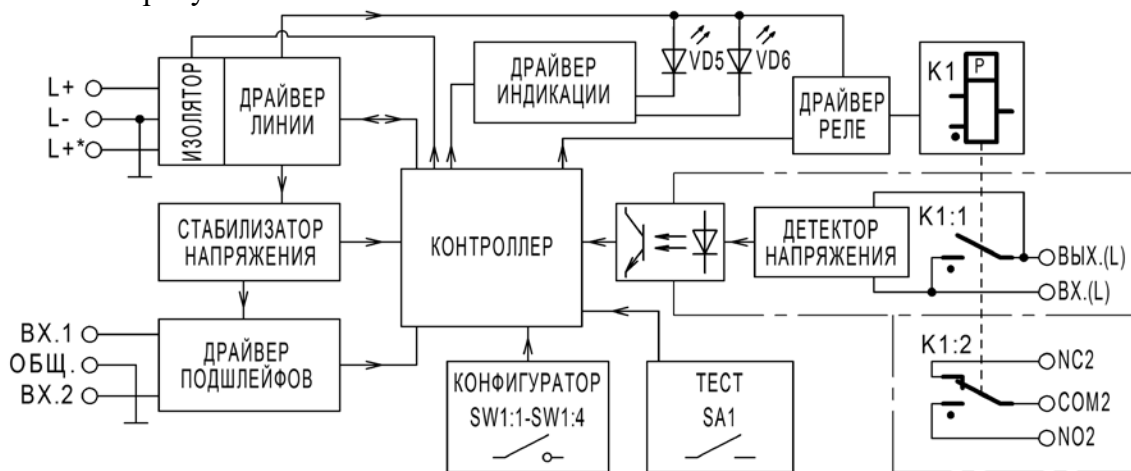 L+
L-
L+*
ИЗОЛЯТОР
ДРАЙВЕР
ЛИНИИ
ДРАЙВЕР
ИНДИКАЦИИ
VD5
VD6
ДРАЙВЕР
РЕЛЕ
K1
P
СТАБИЛИЗАТОР
НАПРЯЖЕНИЯ
КОНТРОЛЛЕР
ДЕТЕКТОР
НАПРЯЖЕНИЯ
K1:1
ВЫХ.(L)
ВХ.(L)
ВХ.1
ОБЩ.
ВХ.2
ДРАЙВЕР
ПОДШЛЕЙФОВ
КОНФИГУРАТОР
SW1:1-SW1:4
ТЕСТ
SA1
K1:2
NC2
COM2
NO2